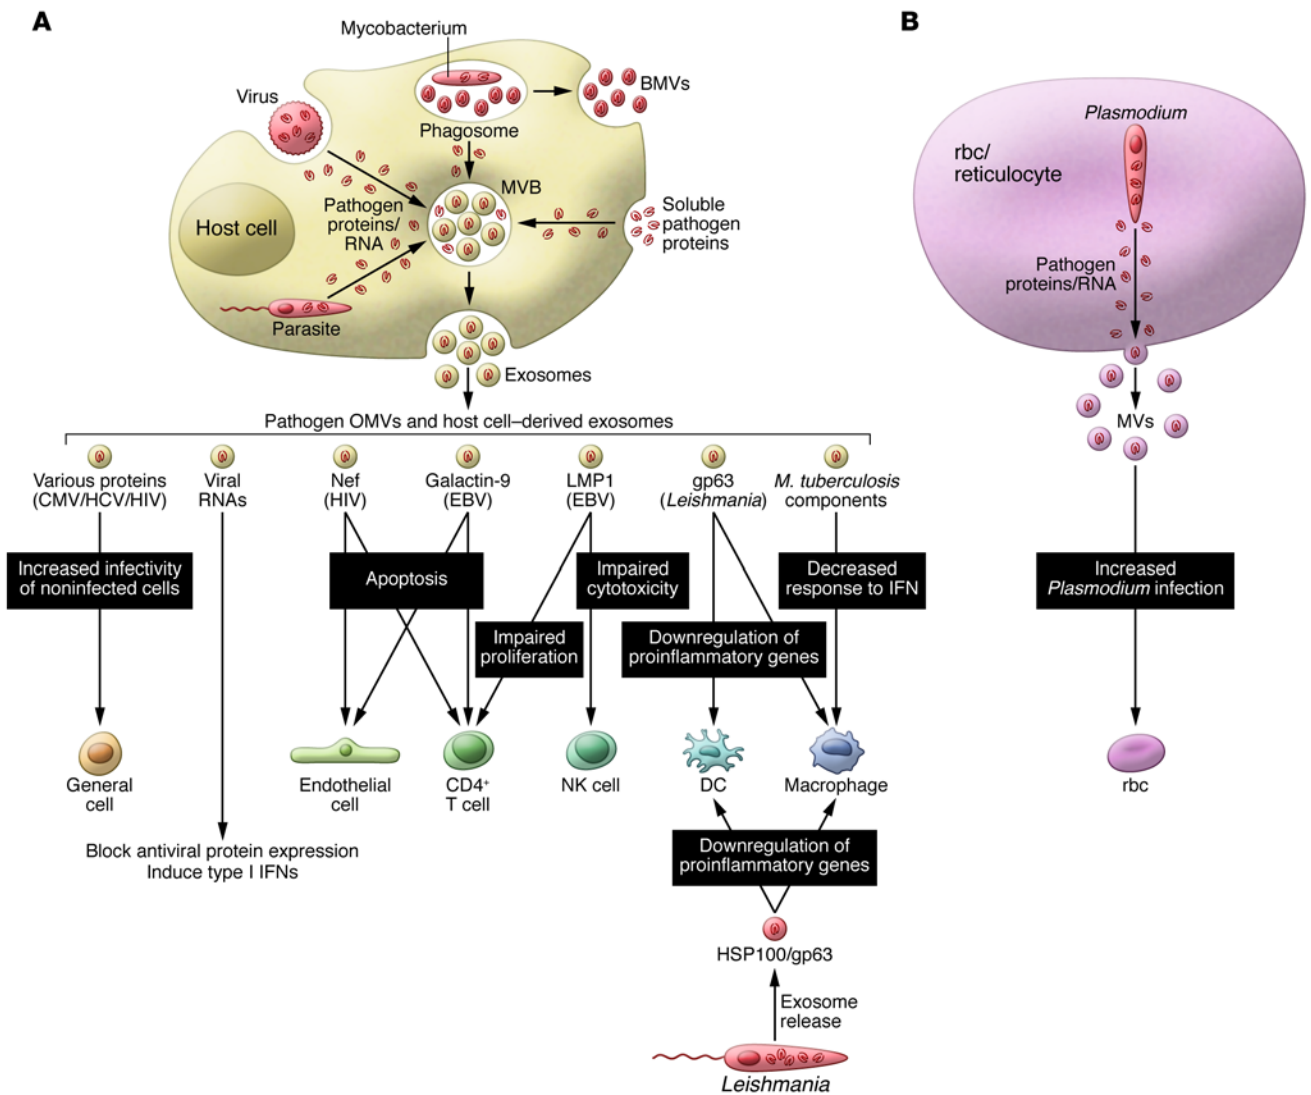 A
Mycobacterium
Virus
BMVs
Phagosome
MVB
Pathogen
proteins/
RNA
Soluble
pathogen
proteins
Host cell
Parasite
Exosomes
Pathogen OMVs and host cell–derived exosomes
Various proteins
(CMV/HCV/HIV)
Viral
RNAs
Nef
(HIV)
Galactin-9
(EBV)
LMP1
(EBV)
gp63
(Leishmania)
M. tuberculosis
components
Increased infectivity
of noninfected cells
Apoptosis
Impaired
cytotoxicity
Decreased
response to IFN
Impaired
proliferation
Downregulation of
proinflammatory genes
General
cell
Endothelial
cell
CD4+
T cell
NK cell
DC
Macrophage
Block antiviral protein expression
Induce type I IFNs
Downregulation of
proinflammatory genes
HSP100/gp63
Exosome
release
Leishmania
B
Plasmodium
rbc/
reticulocyte
Pathogen
proteins/RNA
MVs
Increased
Plasmodium infection
rbc